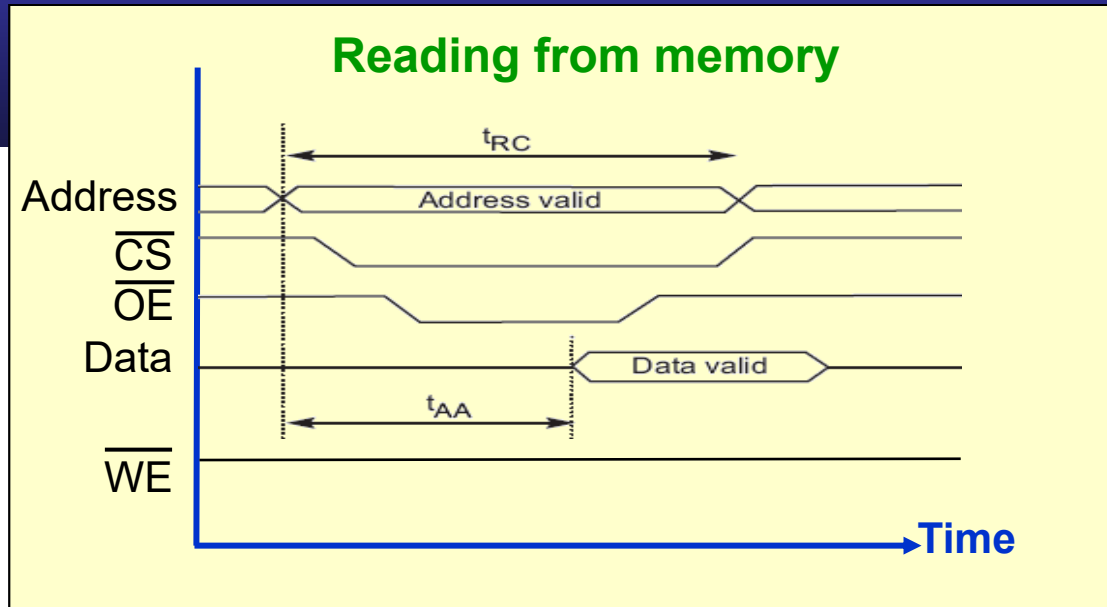 Reading from memory
tRC
Address
Address valid
CS
OE
Data
Data valid
tAA
WE
Time